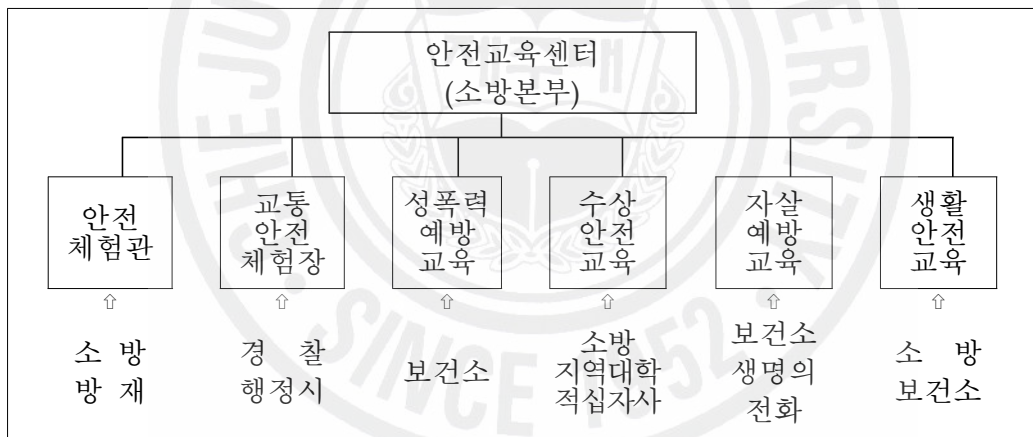 안전교육센터
(소방본부)
안전
체험관
교통
안전
체험장
성폭력
예방
교육
수상
안전
교육
자살
예방
교육
생활
안전
교육
소 방
방 재
경 찰
행정시
보건소
소방
지역대학
적십자사
보건소
생명의
전화
소 방
보건소
SINCE 1952